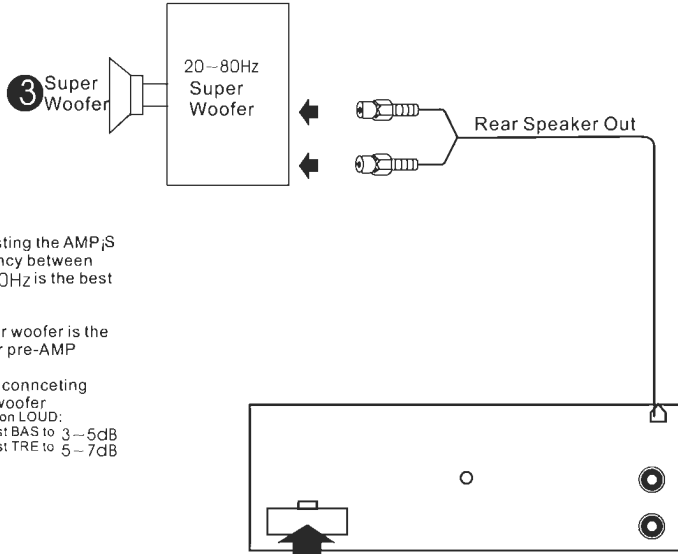 3 Super
Woofer
20~80Hz
Super
Woofer
Rear Speaker Out
sting the AMP¡S
ncy between
0Hz is the best
r woofer is the
r pre-AMP
connceting
woofer
on LOUD:
st BAS to 3~5dB
st TRE to 5~7dB